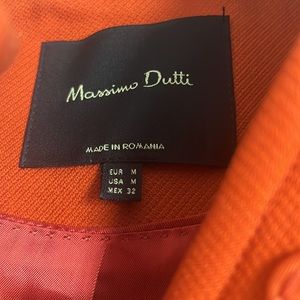 Massimo Dutti
MADE IN ROMANIA
EUR M
USA M
MEX 32